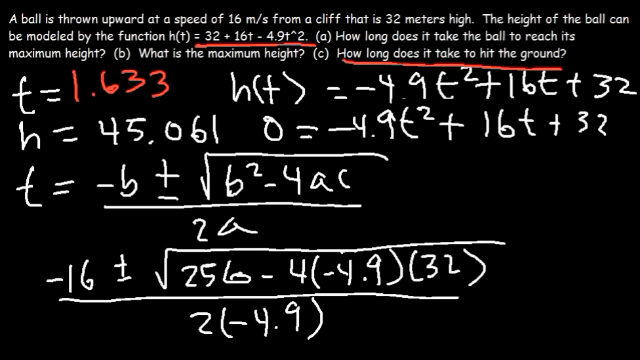 A ball is thrown upward at a speed of 16 m/s from a cliff that is 32 meters high. The height of the ball can
be modeled by the function h(t) = 32 + 16t - 4.9t^2. (a) How long does it take the ball to reach its
maximum height? (b) What is the maximum height? (c) How long does it take to hit the ground?
t = 1.633 h(t) = -4.9t² + 16t + 32
h = 45.061 0 = -4.9t² + 16t + 32
t = -b ± √b² - 4ac
2a
-16 ± √256 - 4(-4.9)(32)
2(-4.9)